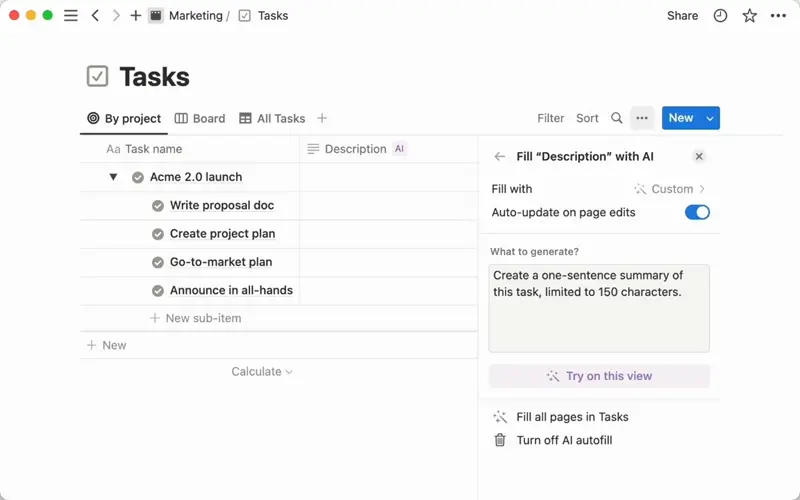 Marketing / Tasks
Share
Tasks
By project Board All Tasks
Filter Sort New
Aa Task name Description AI
Acme 2.0 launch
Write proposal doc
Create project plan
Go-to-market plan
Announce in all-hands
New sub-item
New
Calculate
Fill “Description” with AI
Fill with Custom
Auto-update on page edits
What to generate?
Create a one-sentence summary of
this task, limited to 150 characters.
Try on this view
Fill all pages in Tasks
Turn off AI autofill